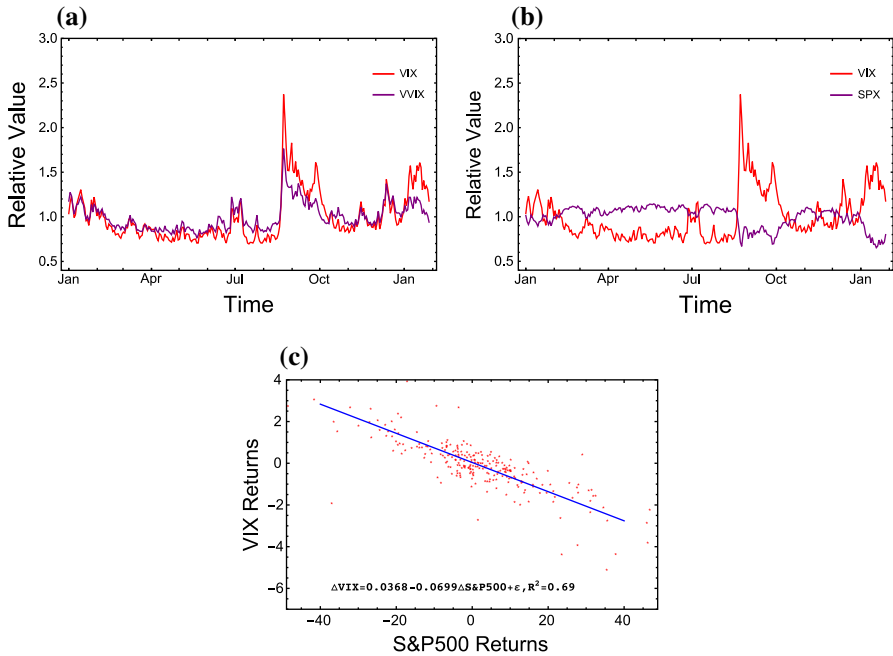 (a)
3.0
2.5
2.0
1.5
1.0
0.5
Relative Value
VIX
VVIX
Jan
Apr
Jul
Oct
Jan
Time
(b)
3.0
2.5
2.0
1.5
1.0
0.5
Relative Value
VIX
SPX
Jan
Apr
Jul
Oct
Jan
Time
(c)
4
2
0
-2
-4
-6
VIX Returns
△VIX=0.0368-0.0699△S&P500+ε,R²=0.69
-40
-20
0
20
40
S&P500 Returns